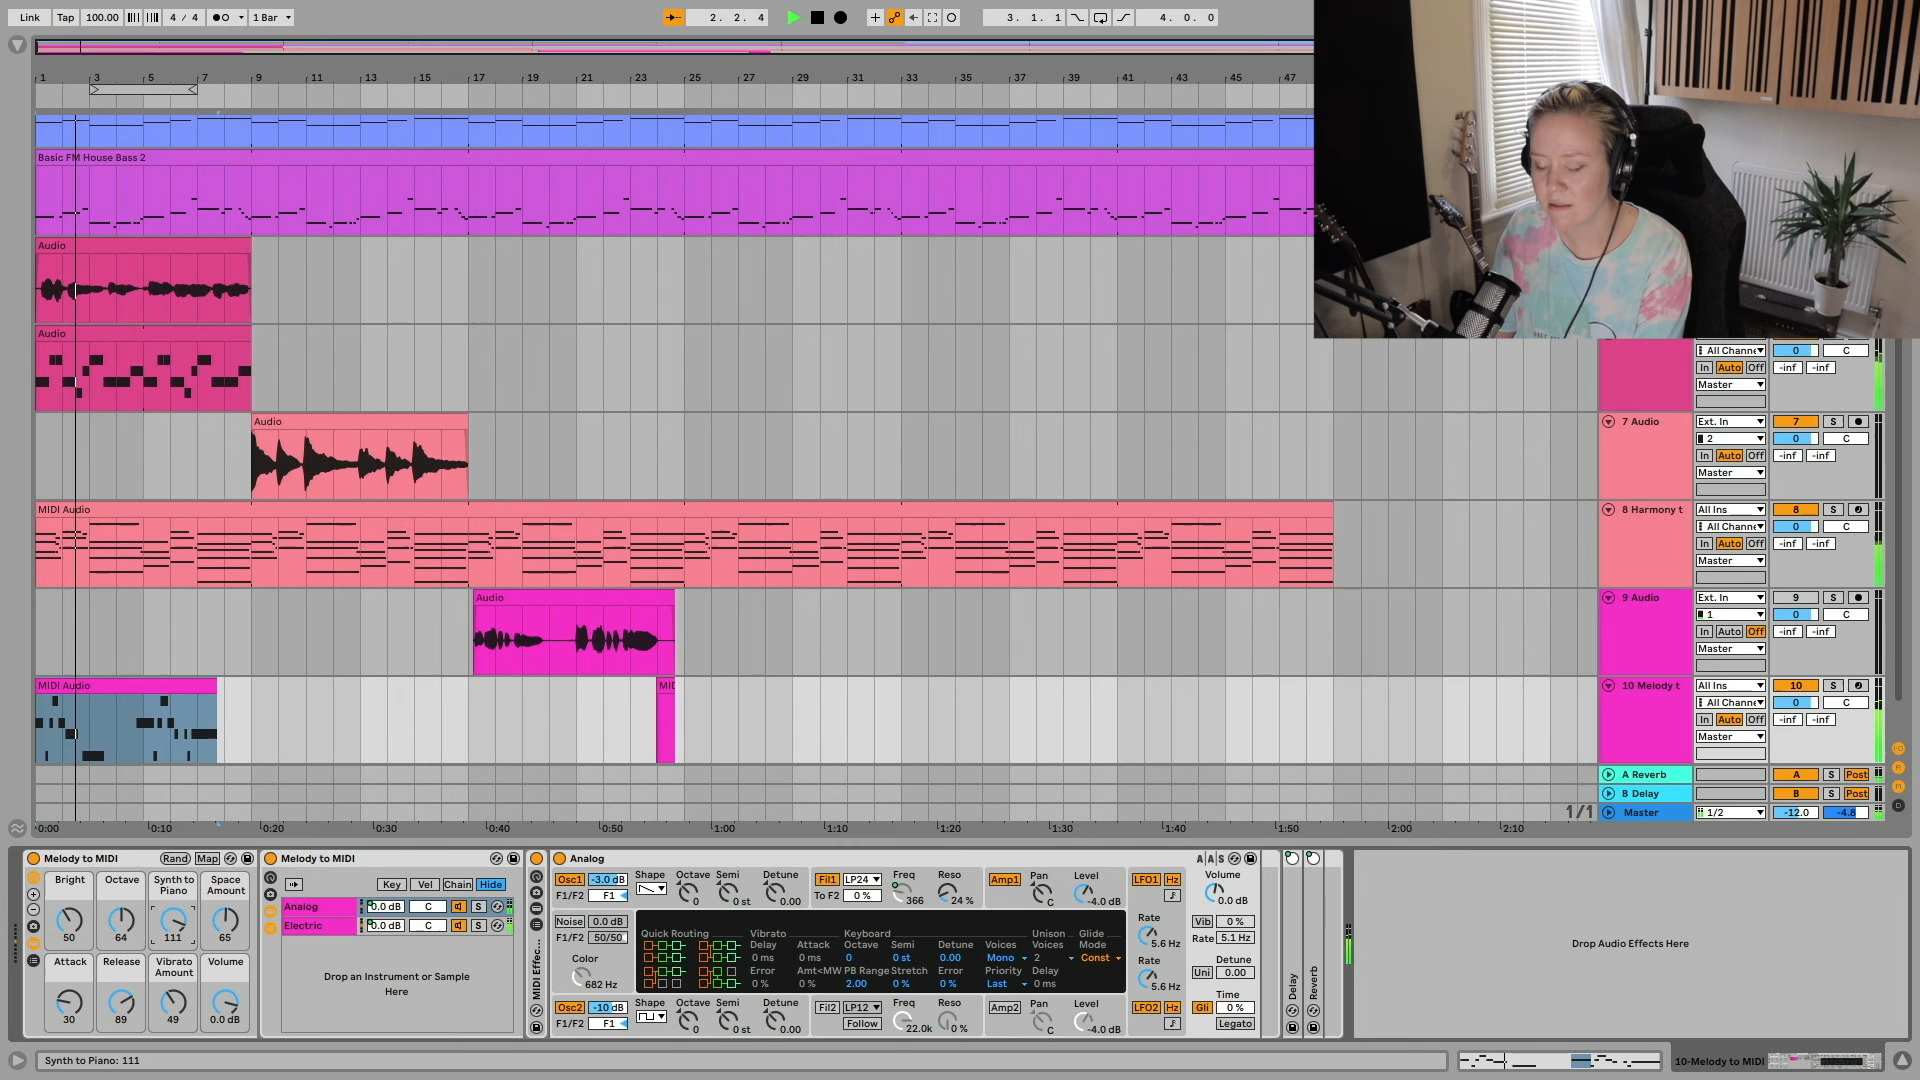 Link Tap 100.00 4 / 4 1 Bar 2. 2. 4 3. 1. 1 4. 0. 0
1 3 5 7 9 11 13 15 17 19 21 23 25 27 29 31 33 35 37 39 41 43 45 47
Basic FM House Bass 2
Audio
Audio
All Channe 0 C
In Auto Off -inf -inf
Master
Audio
7 Audio Ext. In 7 S
2 0 C
In Auto Off -inf -inf
Master
MIDI Audio
8 Harmony t All Ins 8 S
All Channe 0 C
In Auto Off -inf -inf
Master
Audio
9 Audio Ext. In 9 S
1 0 C
In Auto Off -inf -inf
Master
MIDI Audio
10 Melody t All Ins 10 S
All Channe 0 C
In Auto Off -inf -inf
Master
A Reverb A S Post
B Delay B S Post
1/1 Master 1/2 -12.0 -4.8
0:00 0:10 0:20 0:30 0:40 0:50 1:00 1:10 1:20 1:30 1:40 1:50 2:00 2:10
Melody to MIDI Rand Map
Bright Octave Synth to Piano Space Amount
50 64 111 65
Attack Release Vibrato Amount Volume
30 89 49 0.0 dB
Melody to MIDI
Key Vel Chain Hide
Analog 0.0 dB C S
Electric 0.0 dB C S
Drop an Instrument or Sample
Here
MIDI Effec...
Analog
Osc1 -3.0 dB Shape Octave Semi Detune Fil1 LP24 Freq Reso Amp1 Pan Level LFO1 Hz Volume
F1/F2 F1 0 0 st 0.00 To F2 0 % 366 24 % C -4.0 dB 0.0 dB
Noise 0.0 dB Rate Vib 0 %
F1/F2 50/50 5.6 Hz Rate 5.1 Hz
Color 682 Hz
Quick Routing Vibrato Keyboard Unison Glide
Delay Attack Octave Semi Detune Voices Voices Mode
0 ms 0 ms 0 0 st 0.00 Mono 2 Const
Error Amt<MW PB Range Stretch Error Priority Delay
0 % 0 % 2.00 0 % 0 % Last 0 ms
Rate 5.6 Hz Detune
Uni 0.00
Osc2 -10 dB Shape Octave Semi Detune Fil2 LP12 Freq Reso Amp2 Pan Level LFO2 Hz Time
Gli 0 %
F1/F2 F1 0 0 st 0.00 Follow 22.0k 0 % C -4.0 dB Legato
Delay
Reverb
Drop Audio Effects Here
Synth to Piano: 111
10-Melody to MIDI